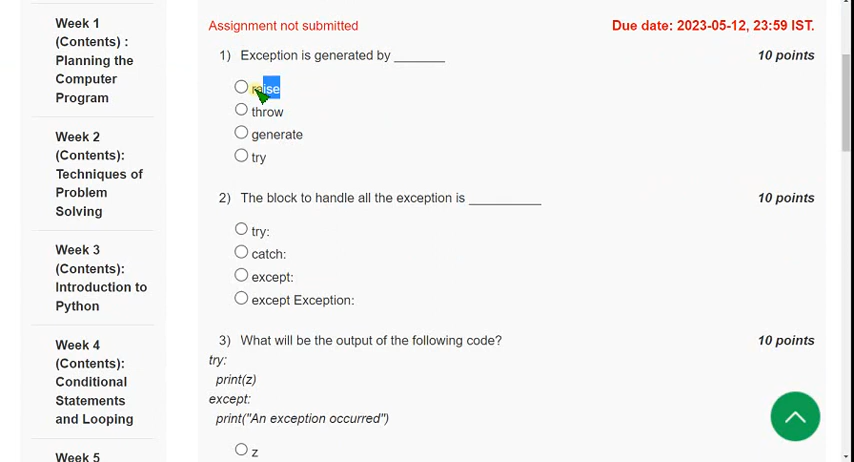 Week 1
(Contents) :
Planning the
Computer
Program
Week 2
(Contents):
Techniques of
Problem
Solving
Week 3
(Contents):
Introduction to
Python
Week 4
(Contents):
Conditional
Statements
and Looping
Week 5
Assignment not submitted
Due date: 2023-05-12, 23:59 IST.
1) Exception is generated by _______
10 points
raise
throw
generate
try
2) The block to handle all the exception is __________
10 points
try:
catch:
except:
except Exception:
3) What will be the output of the following code?
10 points
try:
print(z)
except:
print("An exception occurred")
z